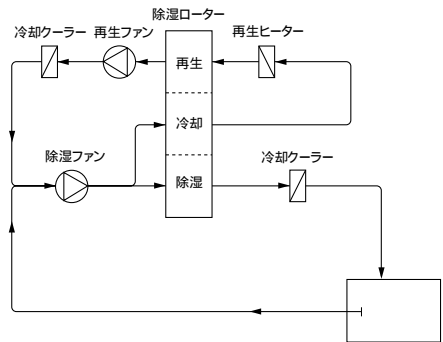 除湿ローター
冷却クーラー 再生ファン
再生ヒーター
再生
冷却
除湿ファン
冷却クーラー
除湿